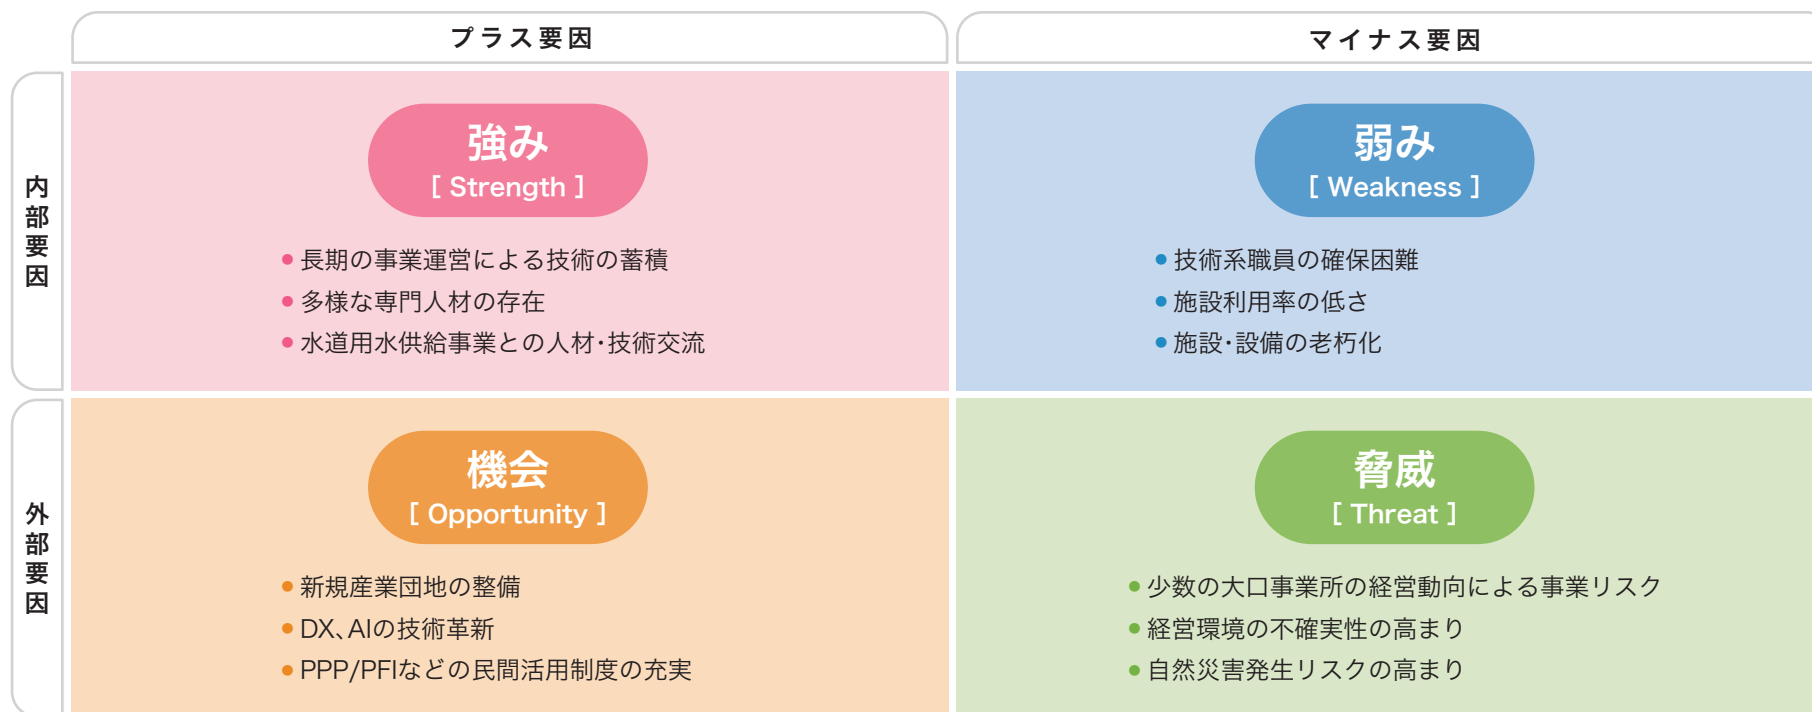 プラス要因
マイナス要因
内部要因
強み
[ Strength ]
● 長期の事業運営による技術の蓄積
● 多様な専門人材の存在
● 水道用水供給事業との人材･技術交流
弱み
[ Weakness ]
● 技術系職員の確保困難
● 施設利用率の低さ
● 施設･設備の老朽化
外部要因
機会
[ Opportunity ]
● 新規産業団地の整備
● DX、AIの技術革新
● PPP/PFIなどの民間活用制度の充実
脅威
[ Threat ]
● 少数の大口事業所の経営動向による事業リスク
● 経営環境の不確実性の高まり
● 自然災害発生リスクの高まり